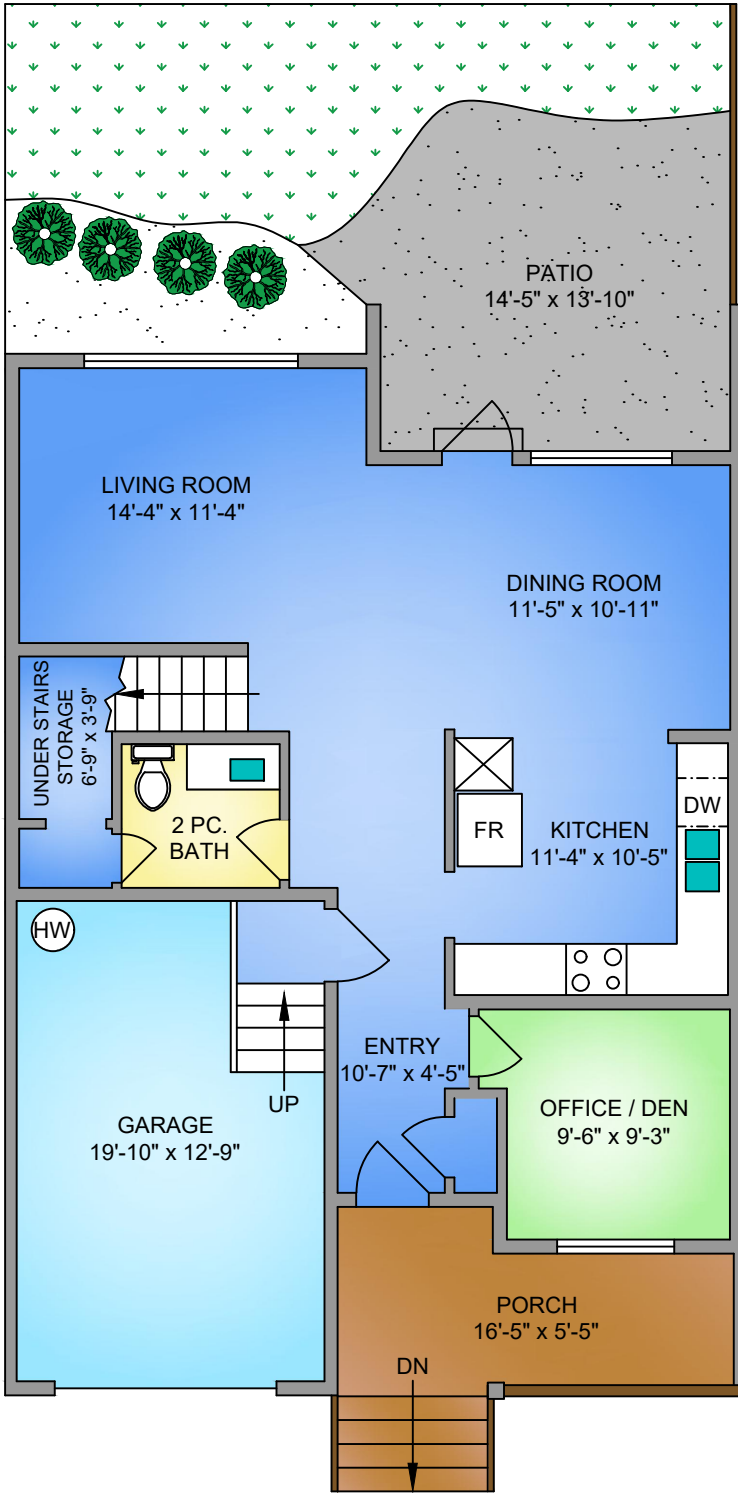 PATIO
14'-5" x 13'-10"
LIVING ROOM
14'-4" x 11'-4"
DINING ROOM
11'-5" x 10'-11"
UNDER STAIRS
STORAGE
6'-9" x 3'-9"
2 PC.
BATH
FR
KITCHEN
11'-4" x 10'-5"
DW
HW
ENTRY
10'-7" x 4'-5"
UP
GARAGE
19'-10" x 12'-9"
OFFICE / DEN
9'-6" x 9'-3"
PORCH
16'-5" x 5'-5"
DN